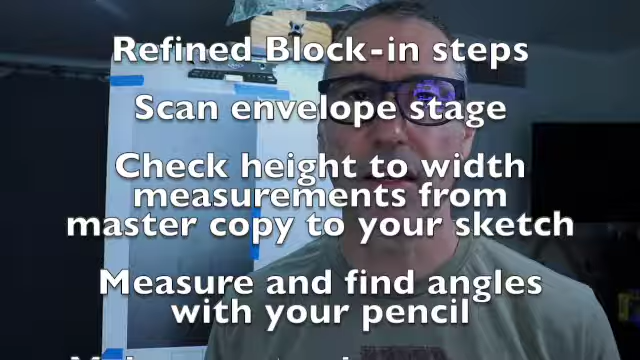 Refined Block-in steps
Scan envelope stage
Check height to width
measurements from
master copy to your sketch
Measure and find angles
with your pencil